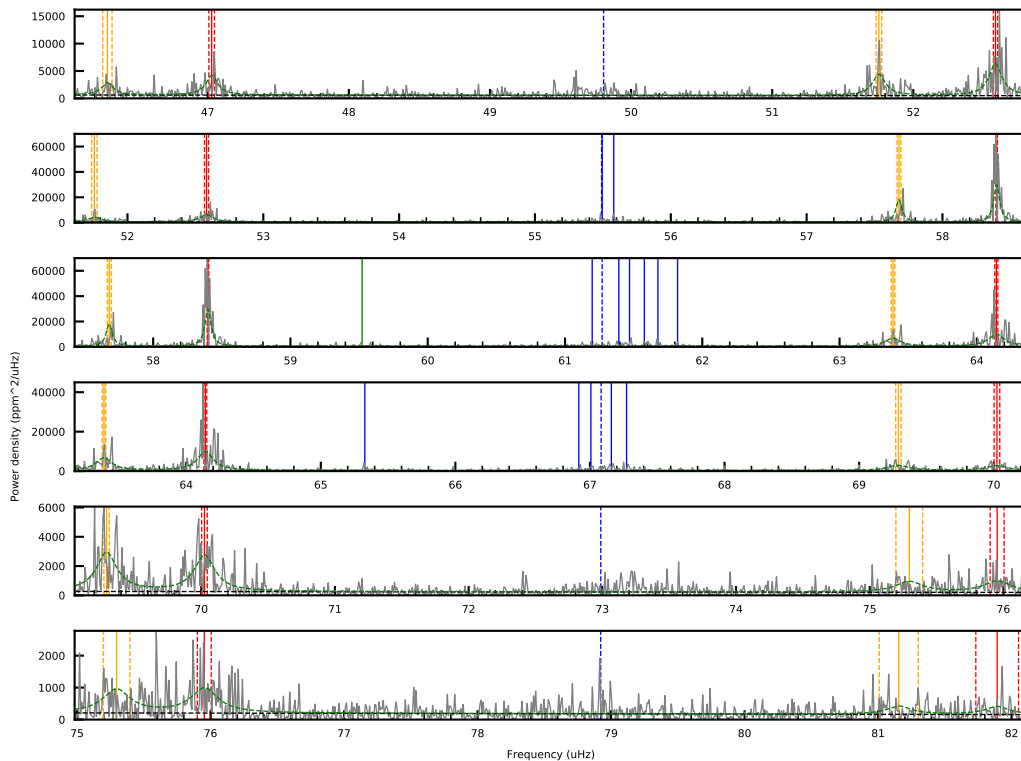 15000
10000
5000
0
47 48 49 50 51 52
60000
40000
20000
0
52 53 54 55 56 57 58
60000
40000
20000
0
58 59 60 61 62 63 64
40000
20000
0
64 65 66 67 68 69 70
6000
4000
2000
0
70 71 72 73 74 75 76
2000
1000
0
75 76 77 78 79 80 81 82
Power density (ppm^2/uHz)
Frequency (uHz)